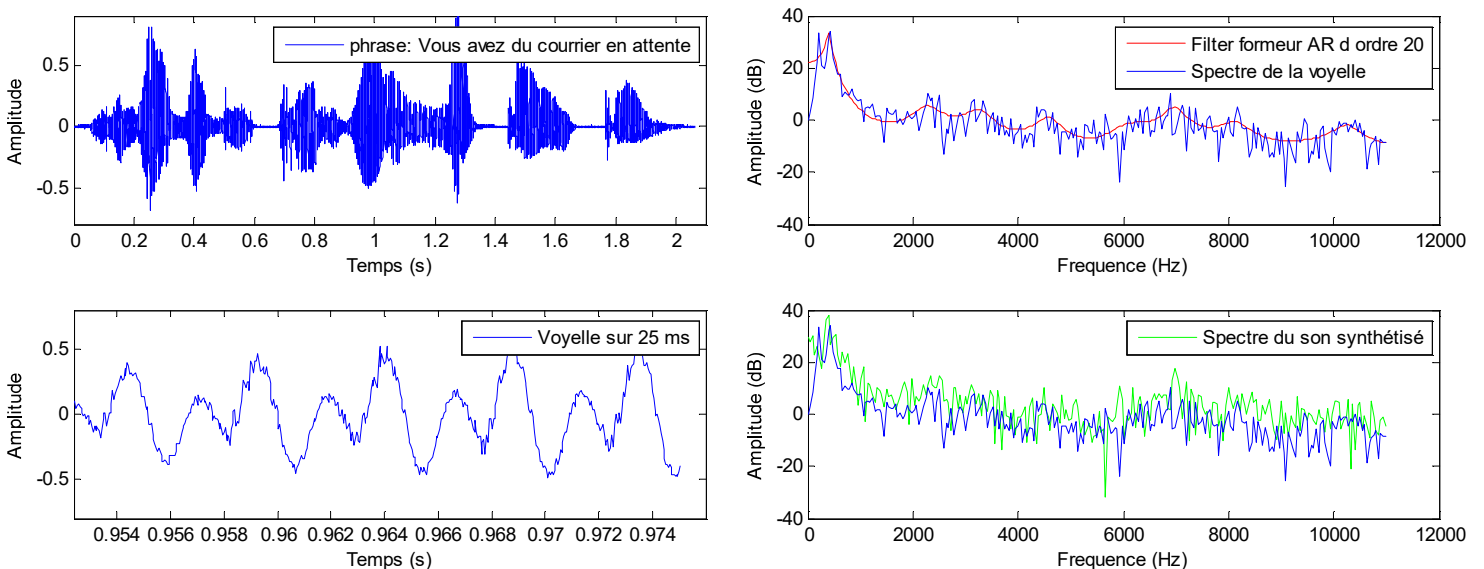 phrase: Vous avez du courrier en attente
0.5
0
-0.5
Amplitude
0 0.2 0.4 0.6 0.8 1 1.2 1.4 1.6 1.8 2
Temps (s)
Filter formeur AR d ordre 20
Spectre de la voyelle
40
20
0
-20
-40
Amplitude (dB)
0 2000 4000 6000 8000 10000 12000
Frequence (Hz)
Voyelle sur 25 ms
0.5
0
-0.5
Amplitude
0.954 0.956 0.958 0.96 0.962 0.964 0.966 0.968 0.97 0.972 0.974
Temps (s)
Spectre du son synthétisé
40
20
0
-20
-40
Amplitude (dB)
0 2000 4000 6000 8000 10000 12000
Frequence (Hz)